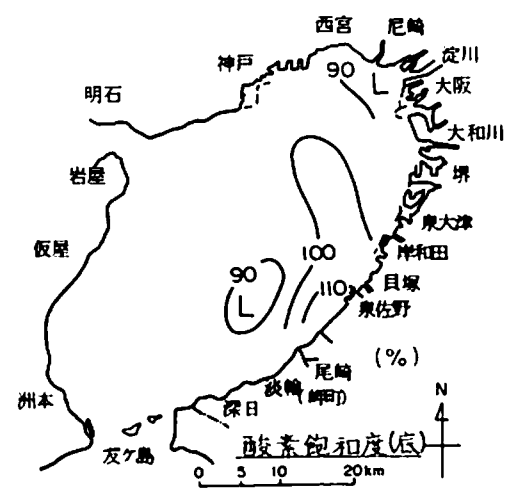 西宮
尼崎
淀川
神戸
90
L
大阪
明石
大和川
岩屋
堺
泉大津
仮屋
100
岸和田
90
L
110
貝塚
泉佐野
(%)
尾崎
淡輪
(岬町)
洲本
深日
N
友ケ島
酸素飽和度(底)
0 5 10 20km